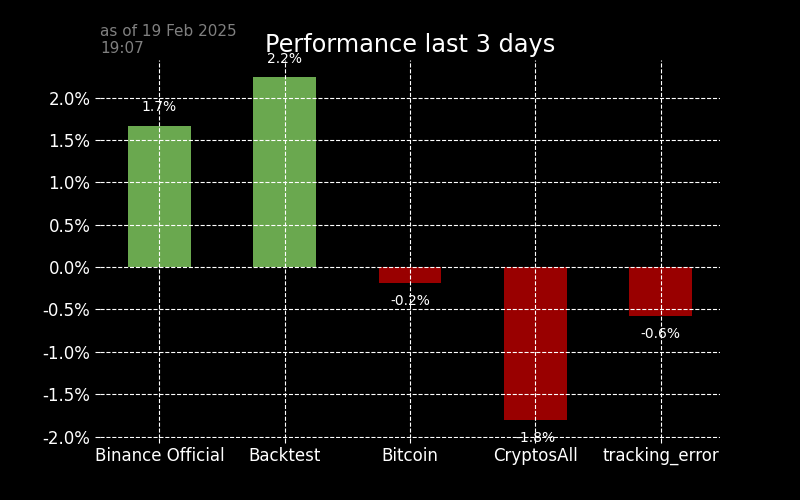 as of 19 Feb 2025
19:07
Performance last 3 days
2.2%
1.7%
-0.2%
-0.6%
-1.8%
2.0%
1.5%
1.0%
0.5%
0.0%
-0.5%
-1.0%
-1.5%
-2.0%
Binance Official
Backtest
Bitcoin
CryptosAll
tracking_error